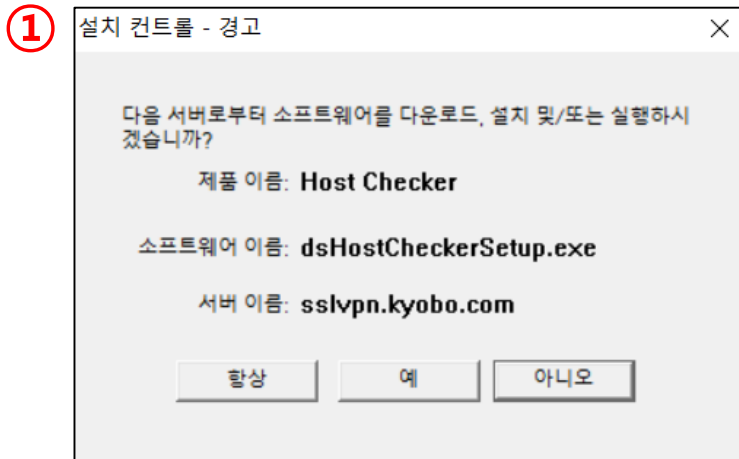 ①
설치 컨트롤 - 경고
다음 서버로부터 소프트웨어를 다운로드, 설치 및/또는 실행하시
겠습니까?
제품 이름: Host Checker
소프트웨어 이름: dsHostCheckerSetup.exe
서버 이름: sslvpn.kyobo.com
항상 예 아니오